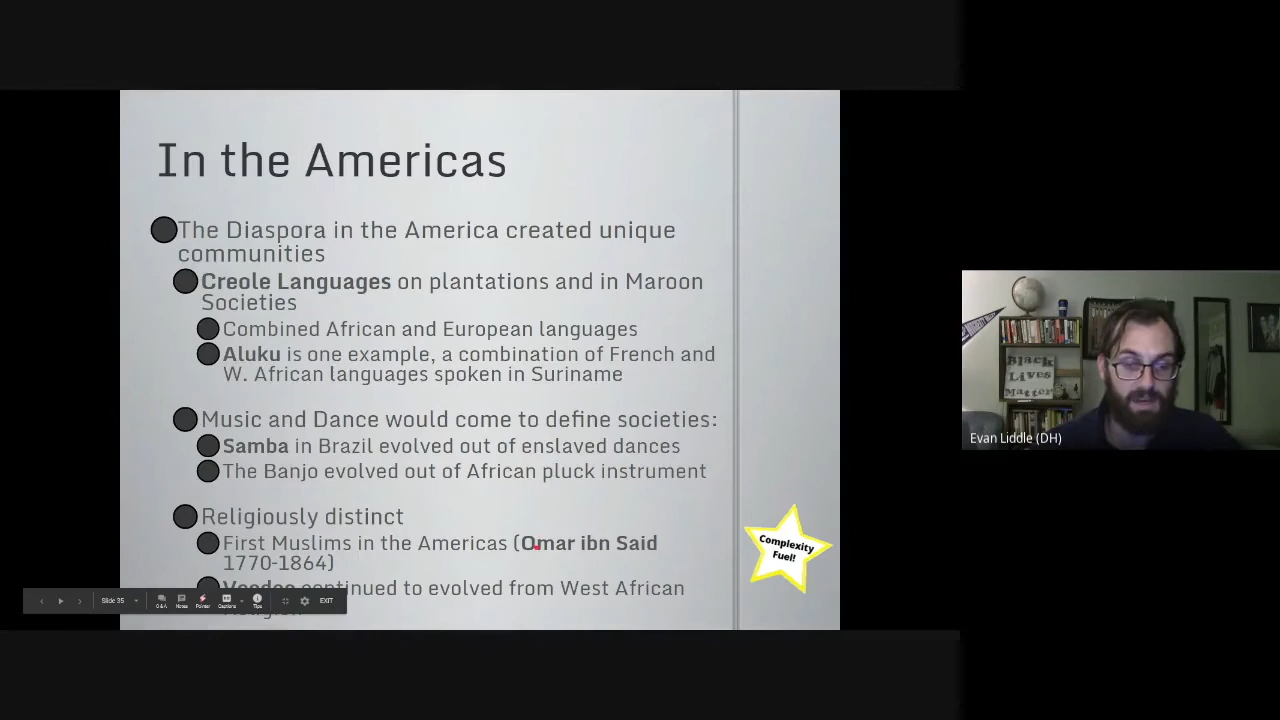 In the Americas
The Diaspora in the America created unique
communities
Creole Languages on plantations and in Maroon
Societies
Combined African and European languages
Aluku is one example, a combination of French and
W. African languages spoken in Suriname
Music and Dance would come to define societies:
Samba in Brazil evolved out of enslaved dances
The Banjo evolved out of African pluck instrument
Religiously distinct
First Muslims in the Americas (Omar ibn Said
1770-1864)
Voodoo continued to evolved from West African
Complexity
Fuel!
Slide 35
Q & A
Notes
Pointer
Captions
Tips
EXIT
Black
Lives
Matter
Evan Liddle (DH)